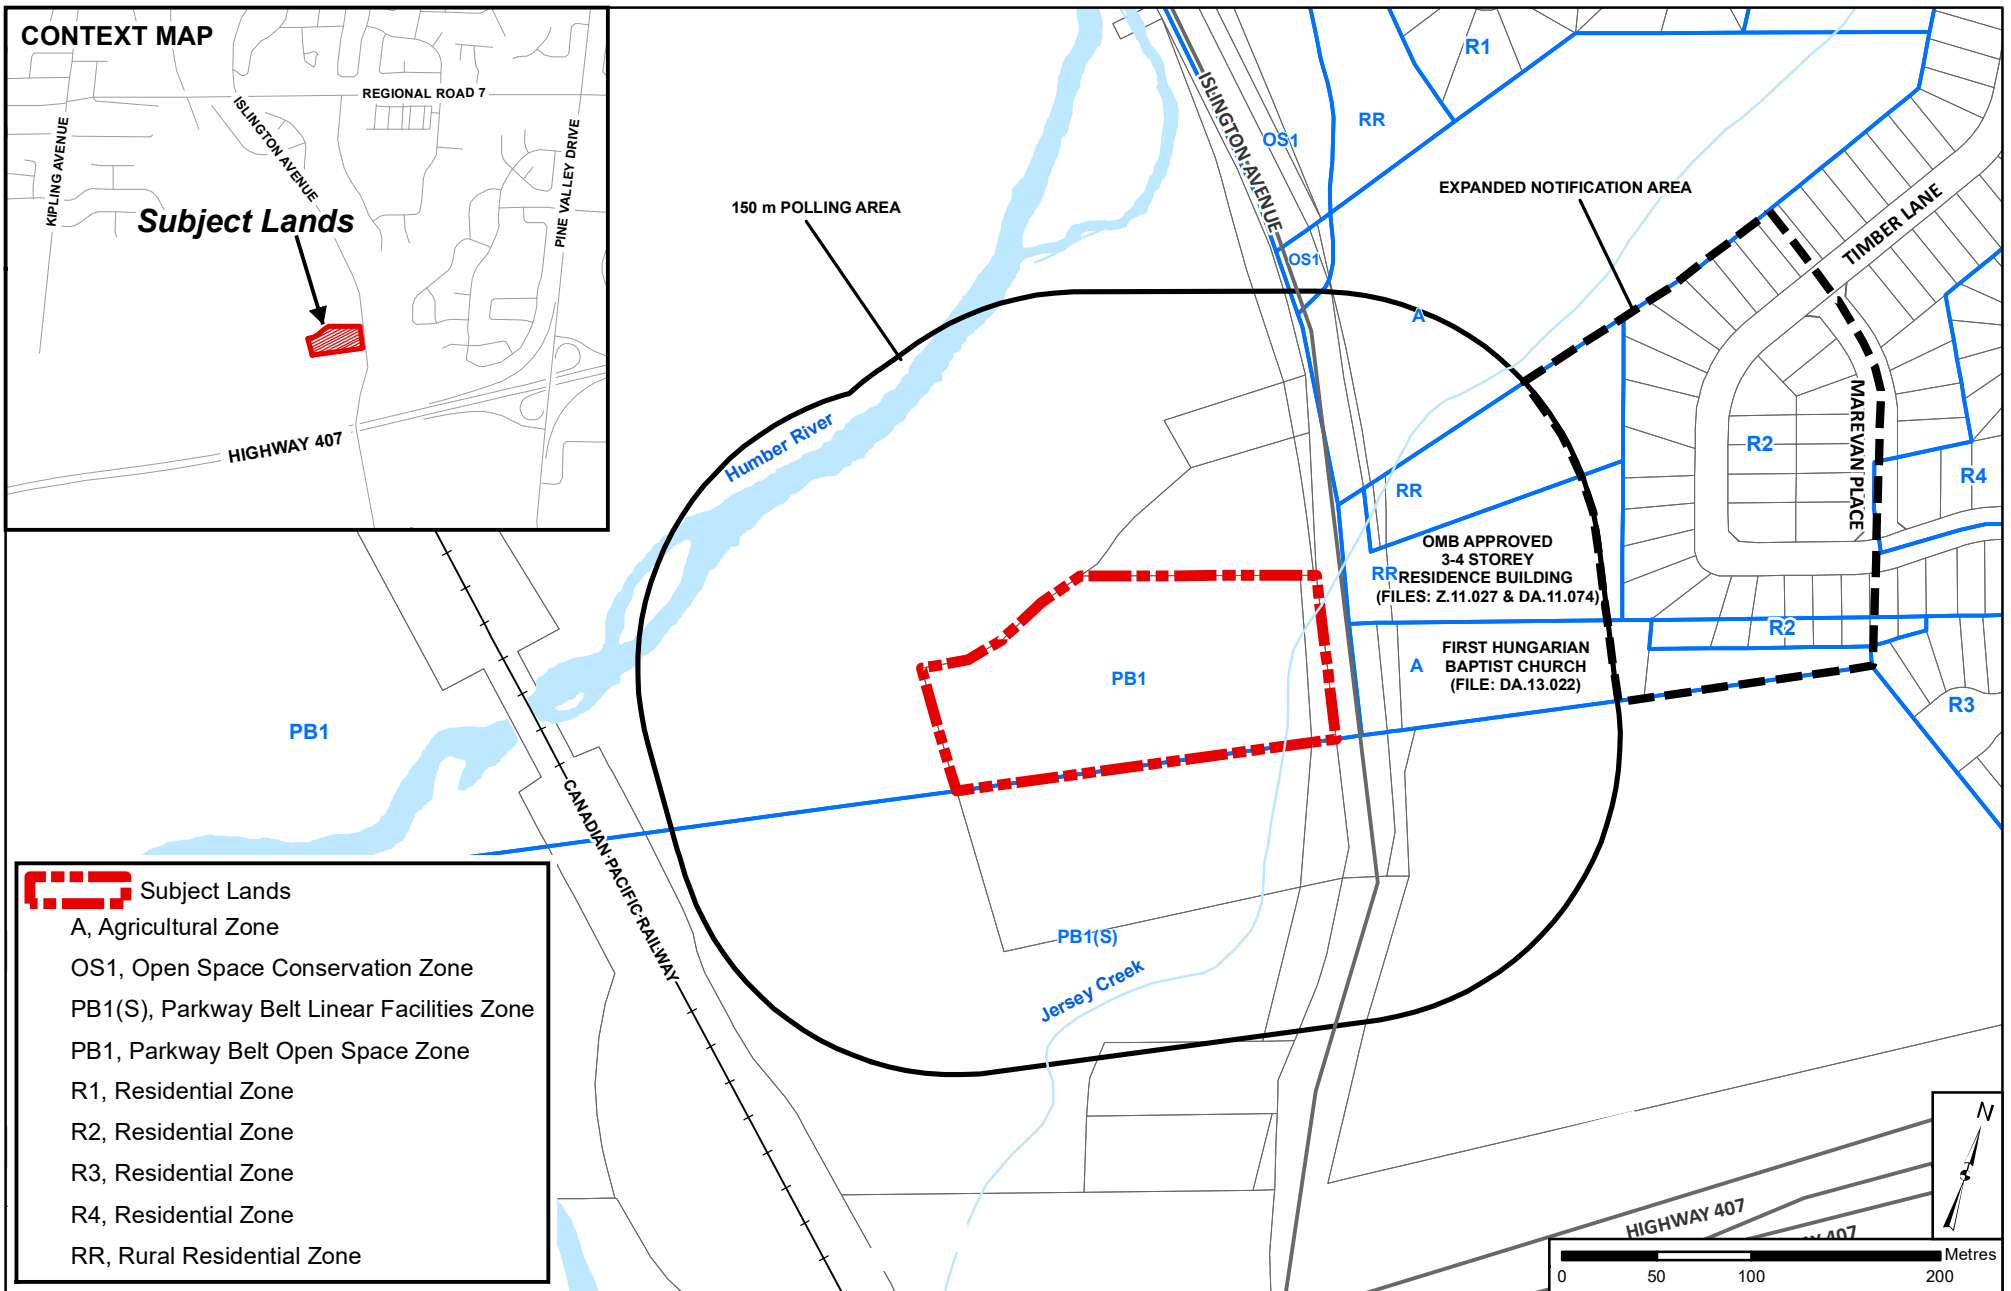 CONTEXT MAP
REGIONAL ROAD 7
ISLINGTON AVENUE
KIPLING AVENUE
PINE VALLEY DRIVE
Subject Lands
HIGHWAY 407
150 m POLLING AREA
EXPANDED NOTIFICATION AREA
ISLINGTON AVENUE
R1
RR
OS1
OS1
A
TIMBER LANE
MAREVAN PLACE
Humber River
RR
R2
R4
OMB APPROVED
3-4 STOREY
RR
RESIDENCE BUILDING
(FILES: Z.11.027 & DA.11.074)
R2
FIRST HUNGARIAN
A
BAPTIST CHURCH
(FILE: DA.13.022)
PB1
R3
PB1
CANADIAN PACIFIC RAILWAY
PB1(S)
Jersey Creek
Subject Lands
A, Agricultural Zone
OS1, Open Space Conservation Zone
PB1(S), Parkway Belt Linear Facilities Zone
PB1, Parkway Belt Open Space Zone
R1, Residential Zone
R2, Residential Zone
R3, Residential Zone
R4, Residential Zone
RR, Rural Residential Zone
HIGHWAY 407
407
N
S
Metres
0 50 100 200